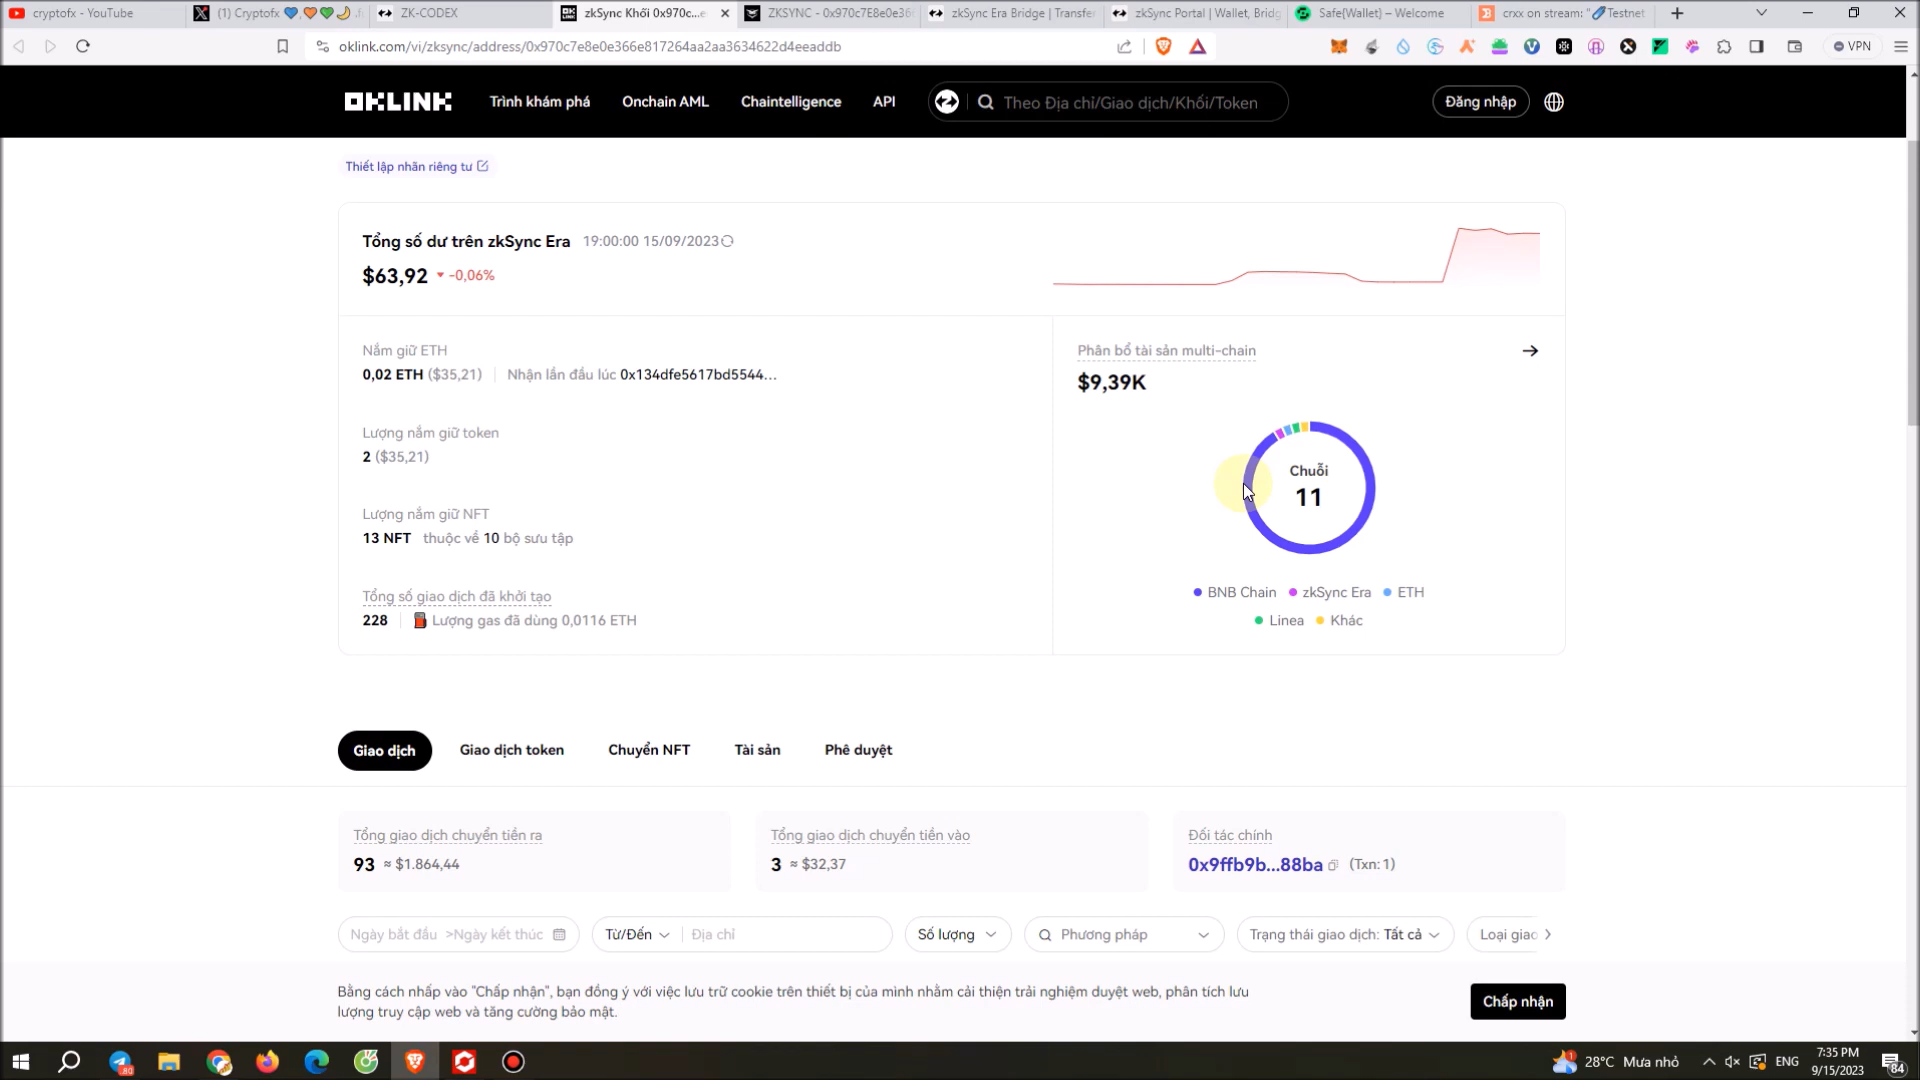 cryptofx - YouTube
(1) Cryptofx
ZK-CODEX
zkSync Khối 0x970c...e
ZKSYNC - 0x970c7E8e0e36
zkSync Era Bridge | Transfer
zkSync Portal | Wallet, Bridg
Safe{Wallet} – Welcome
crxx on stream: "🔗Testnet
oklink.com/vi/zksync/address/0x970c7e8e0e366e817264aa2aa3634622d4eeaddb
VPN
OKLINK
Trình khám phá
Onchain AML
Chaintelligence
API
Theo Địa chỉ/Giao dịch/Khối/Token
Đăng nhập
Thiết lập nhãn riêng tư
Tổng số dư trên zkSync Era 19:00:00 15/09/2023
$63,92 -0,06%
Nắm giữ ETH
0,02 ETH ($35,21) Nhận lần đầu lúc 0x134dfe5617bd5544...
Lượng nắm giữ token
2 ($35,21)
Lượng nắm giữ NFT
13 NFT thuộc về 10 bộ sưu tập
Tổng số giao dịch đã khởi tạo
228 Lượng gas đã dùng 0,0116 ETH
Phân bổ tài sản multi-chain
$9,39K
Chuỗi
11
BNB Chain zkSync Era ETH
Linea Khác
Giao dịch
Giao dịch token
Chuyển NFT
Tài sản
Phê duyệt
Tổng giao dịch chuyển tiền ra
93 ≈ $1.864,44
Tổng giao dịch chuyển tiền vào
3 ≈ $32,37
Đối tác chính
0x9ffb9b...88ba (Txn: 1)
Ngày bắt đầu >Ngày kết thúc
Từ/Đến
Địa chỉ
Số lượng
Phương pháp
Trạng thái giao dịch: Tất cả
Loại giao
Bằng cách nhấp vào "Chấp nhận", bạn đồng ý với việc lưu trữ cookie trên thiết bị của mình nhằm cải thiện trải nghiệm duyệt web, phân tích lưu
lượng truy cập web và tăng cường bảo mật.
Chấp nhận
28°C Mưa nhỏ
ENG
7:35 PM
9/15/2023
84